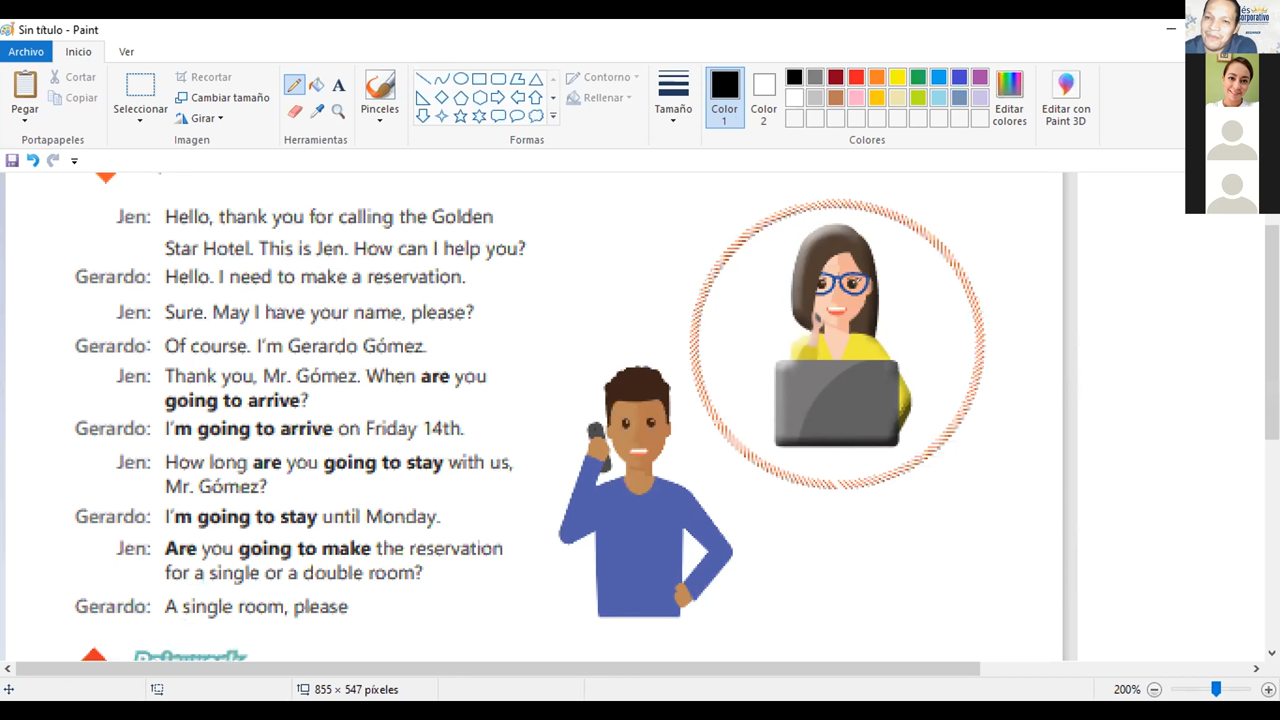 Sin título - Paint
és
corporativo
BEGINNER
Archivo Inicio Ver
Pegar
Cortar
Copiar
Portapapeles
Seleccionar
Recortar
Cambiar tamaño
Girar
Imagen
A
Herramientas
Pinceles
Contorno
Rellenar
Formas
Tamaño
Color
1
Color
2
Editar
colores
Editar con
Paint 3D
Colores
Jen: Hello, thank you for calling the Golden
Star Hotel. This is Jen. How can I help you?
Gerardo: Hello. I need to make a reservation.
Jen: Sure. May I have your name, please?
Gerardo: Of course. I'm Gerardo Gómez.
Jen: Thank you, Mr. Gómez. When are you
going to arrive?
Gerardo: I'm going to arrive on Friday 14th.
Jen: How long are you going to stay with us,
Mr. Gómez?
Gerardo: I'm going to stay until Monday.
Jen: Are you going to make the reservation
for a single or a double room?
Gerardo: A single room, please
855 × 547 píxeles
200%